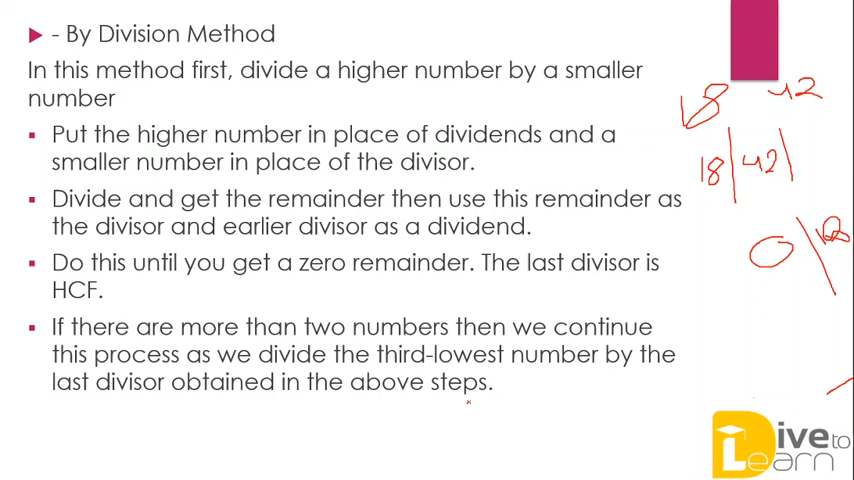 - By Division Method
In this method first, divide a higher number by a smaller
number
Put the higher number in place of dividends and a
smaller number in place of the divisor.
Divide and get the remainder then use this remainder as
the divisor and earlier divisor as a dividend.
Do this until you get a zero remainder. The last divisor is
HCF.
If there are more than two numbers then we continue
this process as we divide the third-lowest number by the
last divisor obtained in the above steps.
18 42
18 42
Dive to
Learn